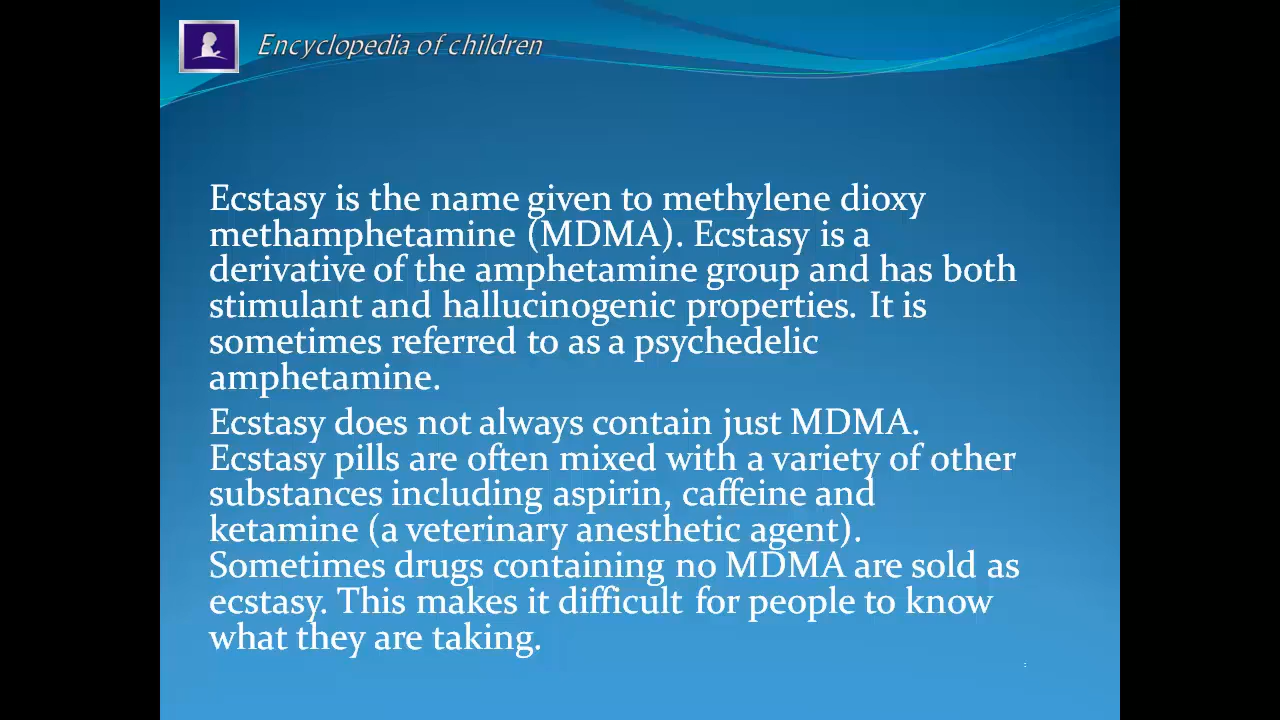 Encyclopedia of children
Ecstasy is the name given to methylene dioxy
methamphetamine (MDMA). Ecstasy is a
derivative of the amphetamine group and has both
stimulant and hallucinogenic properties. It is
sometimes referred to as a psychedelic
amphetamine.
Ecstasy does not always contain just MDMA.
Ecstasy pills are often mixed with a variety of other
substances including aspirin, caffeine and
ketamine (a veterinary anesthetic agent).
Sometimes drugs containing no MDMA are sold as
ecstasy. This makes it difficult for people to know
what they are taking.